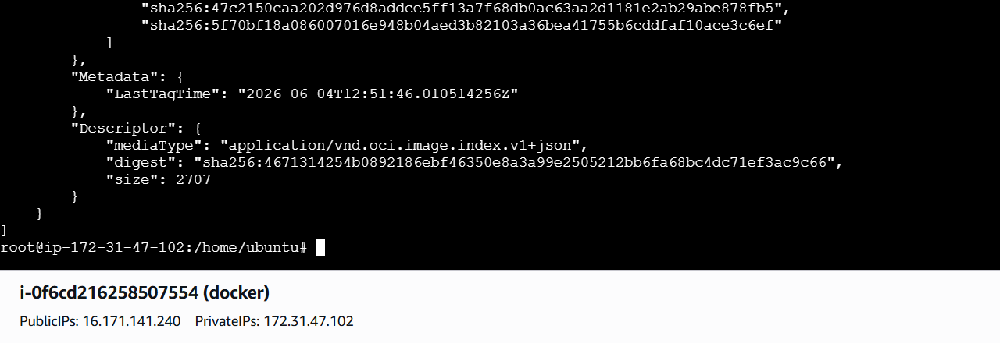 "sha256:47c2150caa202d976d8addce5ff13a7f68db0ac63aa2d1181e2ab29abe878fb5",
"sha256:5f70bf18a086007016e948b04aed3b82103a36bea41755b6cddfaf10ace3c6ef"
]
},
"Metadata": {
"LastTagTime": "2026-06-04T12:51:46.010514256Z"
},
"Descriptor": {
"mediaType": "application/vnd.oci.image.index.v1+json",
"digest": "sha256:4671314254b0892186ebf46350e8a3a99e2505212bb6fa68bc4dc71ef3ac9c66",
"size": 2707
}
}
]
root@ip-172-31-47-102:/home/ubuntu#
i-0f6cd216258507554 (docker)
PublicIPs: 16.171.141.240 PrivateIPs: 172.31.47.102